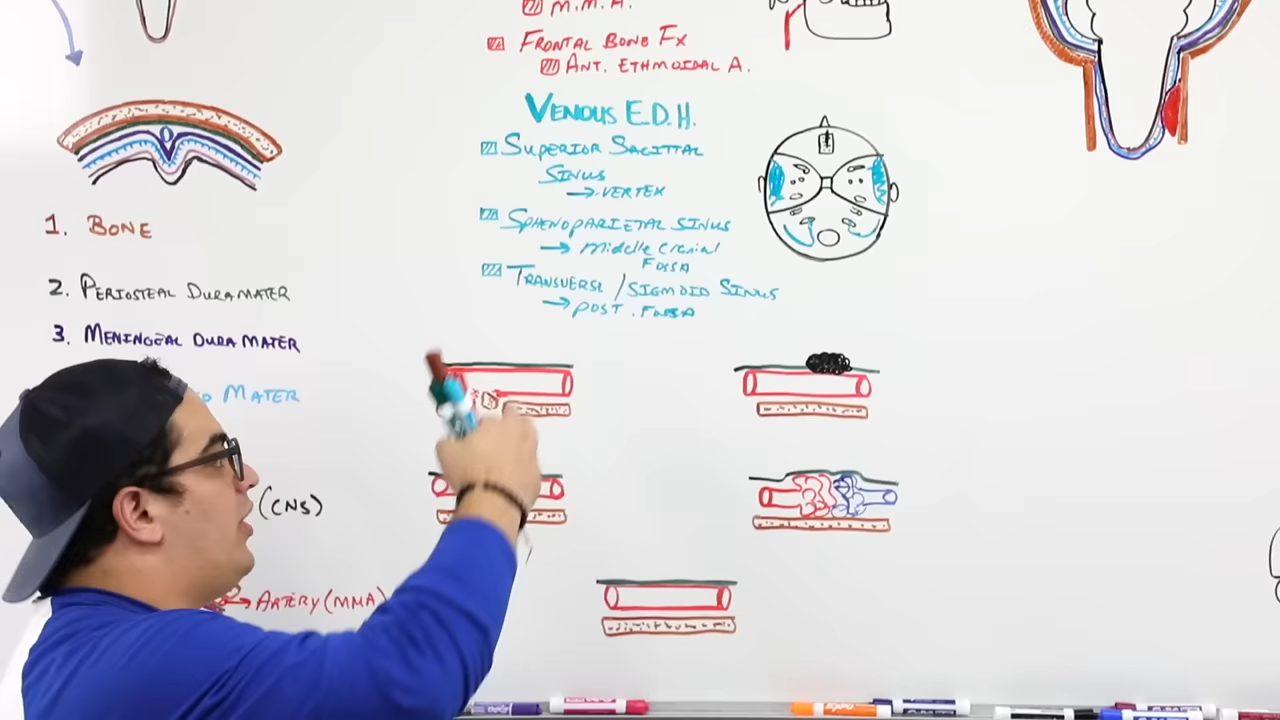 M.M.A.
FRONTAL BONE FX
ANT. ETHMOIDAL A.
VENOUS E.D.H.
SUPERIOR SAGITTAL
SINUS
→ VERTEX
SPHENOPARIETAL SINUS
→ Middle Cranial
FOSSA
TRANSVERSE / SIGMOID SINUS
→ POST. FOSSA
1. BONE
2. PERIOSTEAL DURA MATER
3. MENINGEAL DURA MATER
MATER
(CNS)
→ ARTERY (MMA)